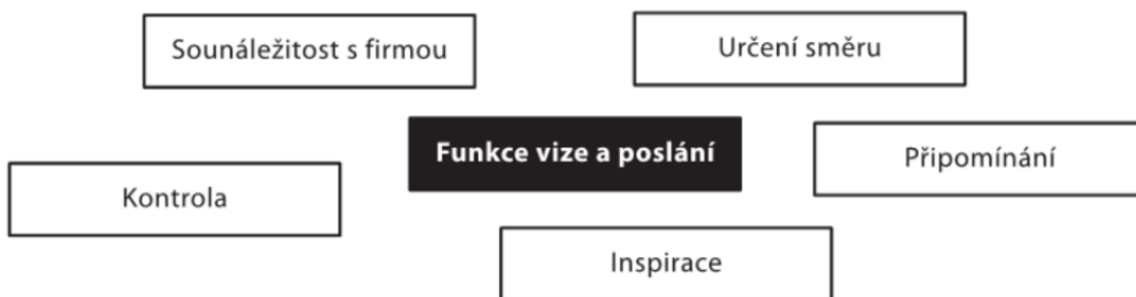 Sounáležitost s firmou
Určení směru
Funkce vize a poslání
Připomínání
Kontrola
Inspirace